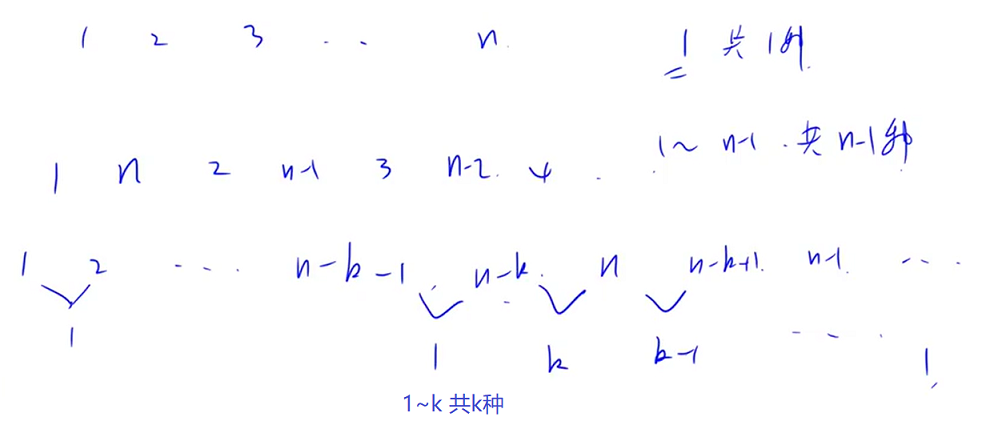 1 2 3 ... n 1 共1种
1 n 2 n-1 3 n-2 4 ... 1~n-1 共n-1种
1 2 ... n-k-1 n-k n n-k+1 n-1 ...
1 1 k k-1 ... 1
1~k 共k种